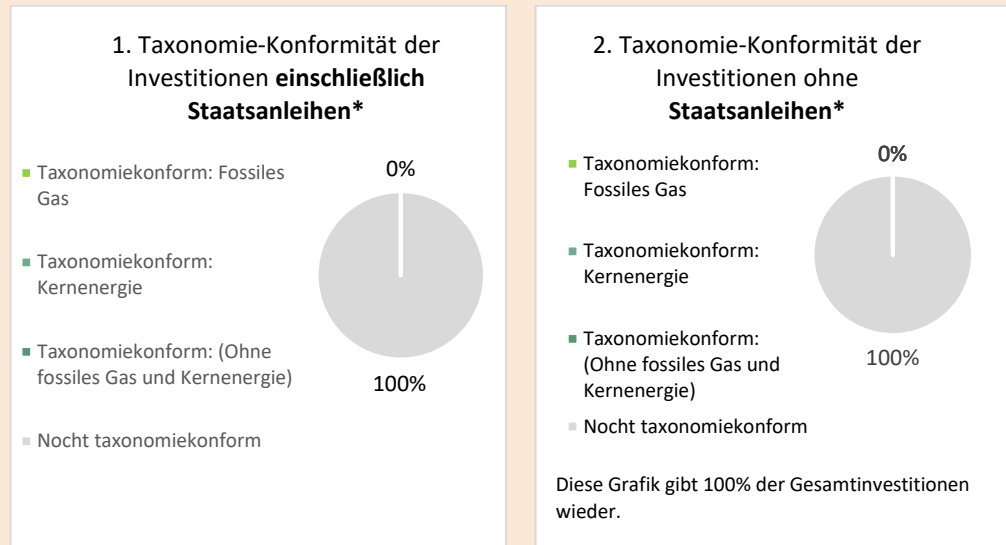 1. Taxonomie-Konformität der
Investitionen einschließlich
Staatsanleihen*
Taxonomiekonform: Fossiles
Gas
Taxonomiekonform:
Kernenergie
Taxonomiekonform: (Ohne
fossiles Gas und Kernenergie)
Nocht taxonomiekonform
0%
100%
2. Taxonomie-Konformität der
Investitionen ohne
Staatsanleihen*
Taxonomiekonform:
Fossiles Gas
Taxonomiekonform:
Kernenergie
Taxonomiekonform:
(Ohne fossiles Gas und
Kernenergie)
Nocht taxonomiekonform
0%
100%
Diese Grafik gibt 100% der Gesamtinvestitionen
wieder.